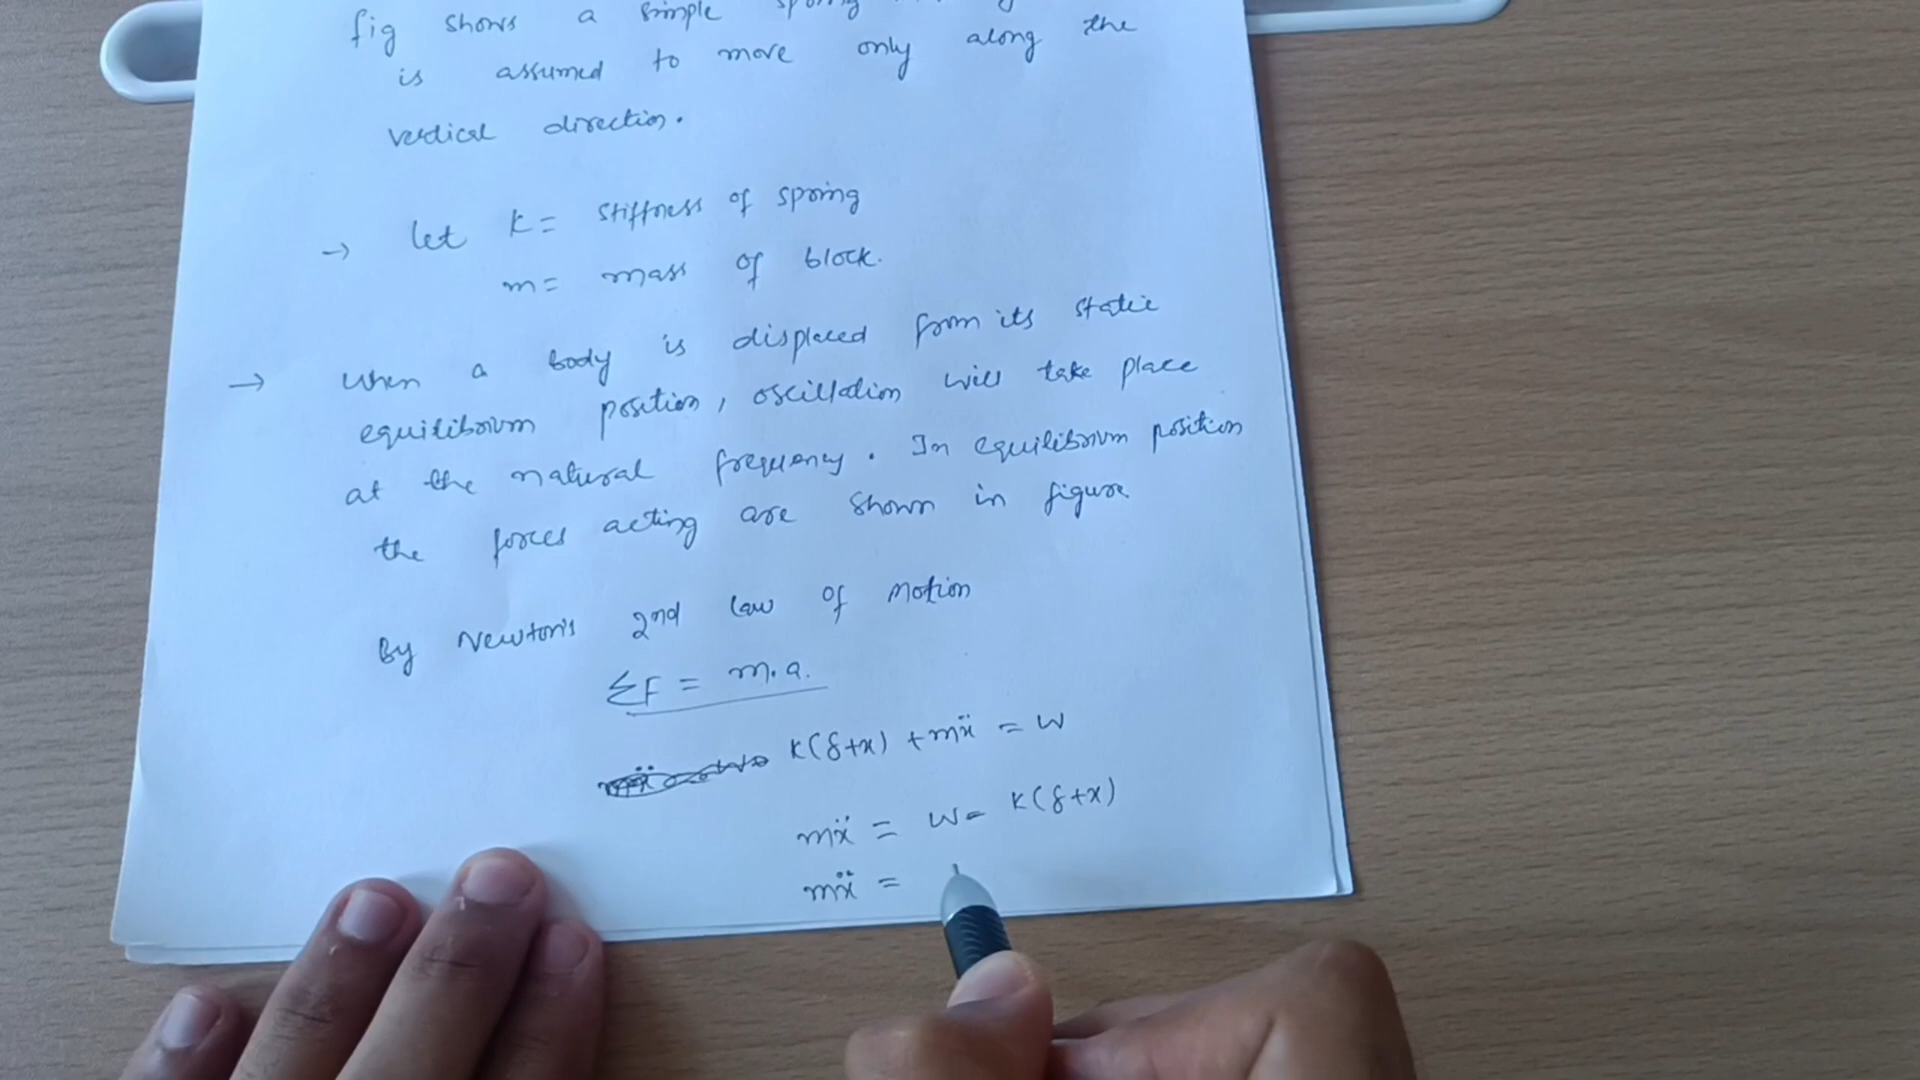 fig shows a simple spring
is assumed to move only along the
vertical direction.
→ let K = stiffness of spring
m = mass of block.
→ when a body is displaced from its static
equilibrium position, oscillation will take place
at the natural frequency. In equilibrium position
the forces acting are shown in figure.
By Newton's 2nd law of motion
ΣF = m.a.
K(δ+x) + mẍ = W
mẍ = W - K(δ+x)
mẍ =